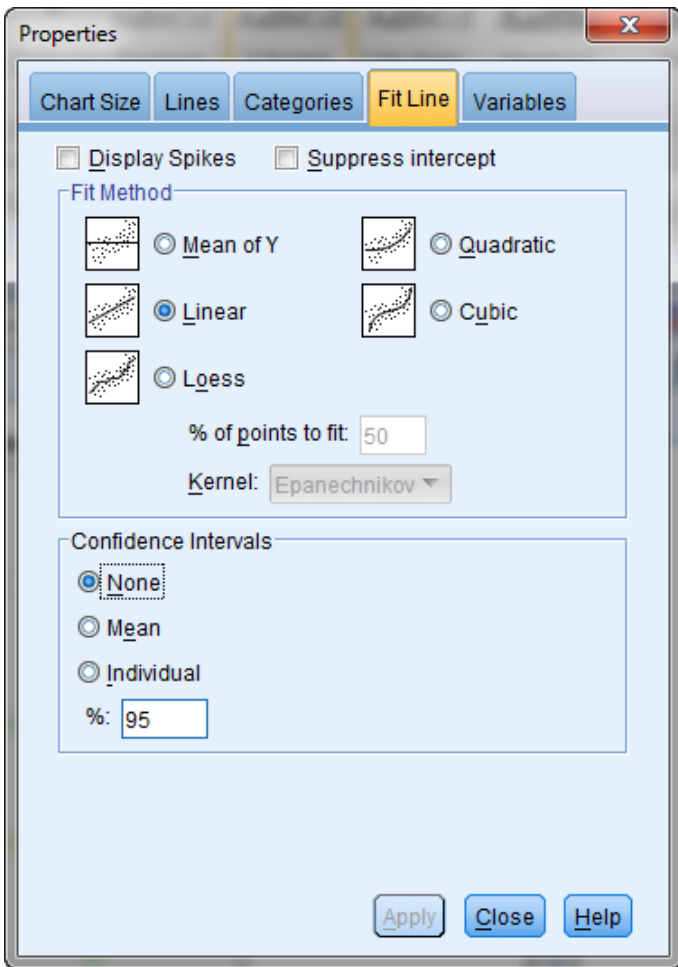 Properties
Chart Size Lines Categories Fit Line Variables
Display Spikes Suppress intercept
Fit Method
Mean of Y Quadratic
Linear Cubic
Loess
% of points to fit: 50
Kernel: Epanechnikov
Confidence Intervals
None
Mean
Individual
%: 95
Apply Close Help